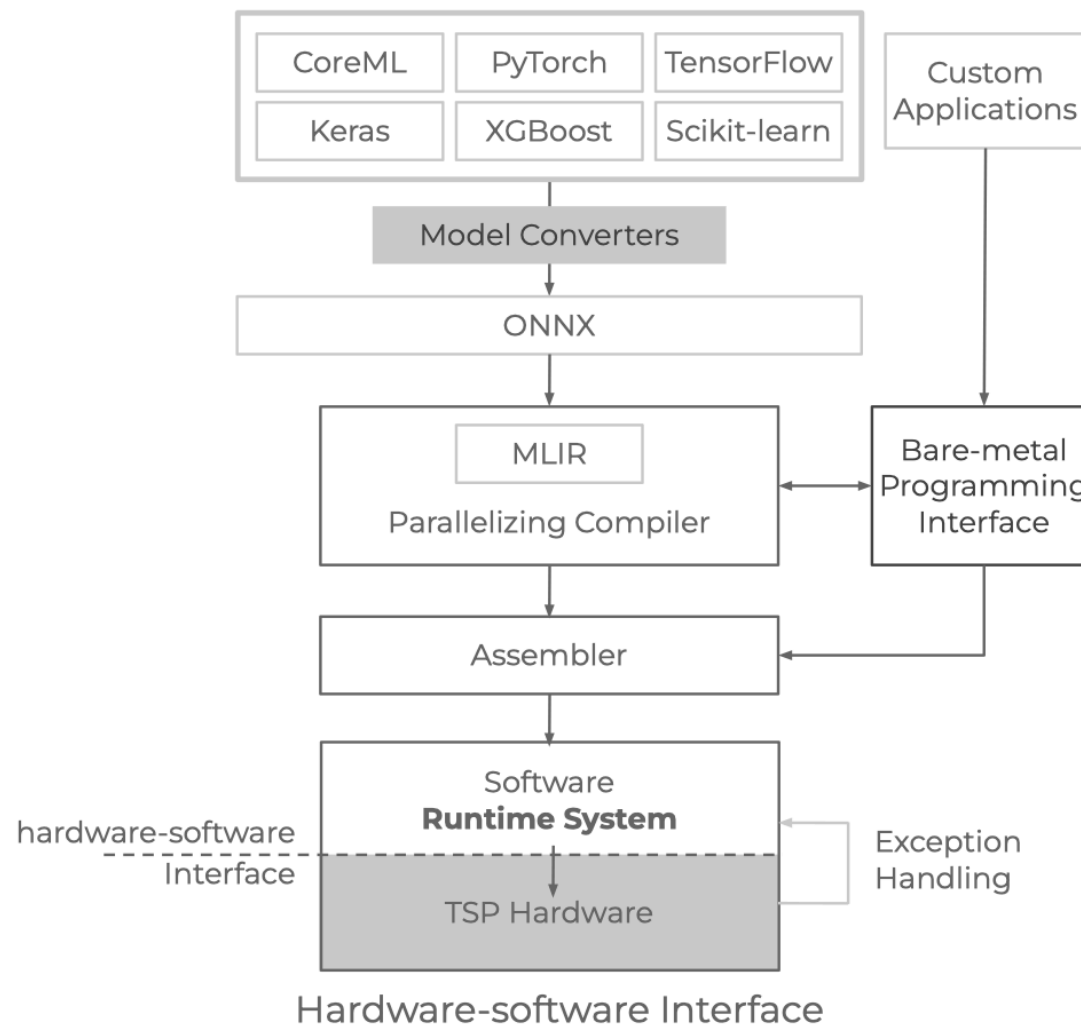 CoreML
PyTorch
TensorFlow
Custom
Applications
Keras
XGBoost
Scikit-learn
Model Converters
ONNX
MLIR
Parallelizing Compiler
Bare-metal
Programming
Interface
Assembler
Software
Runtime System
hardware-software
Interface
Exception
Handling
TSP Hardware
Hardware-software Interface